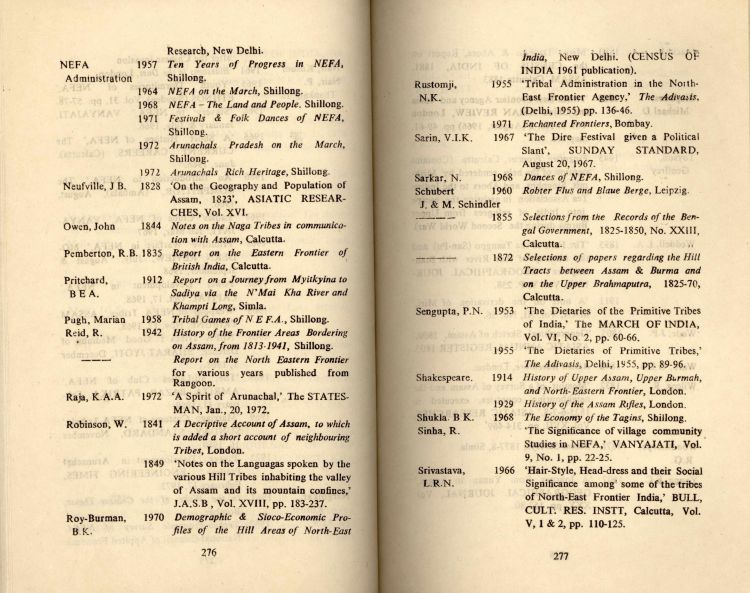 Research, New Delhi.
NEFA 1957 Ten Years of Progress in NEFA,
Administration Shillong.
1964 NEFA on the March, Shillong.
1968 NEFA – The Land and People. Shillong.
1971 Festivals & Folk Dances of NEFA,
Shillong.
1972 Arunachals Pradesh on the March,
Shillong.
1972 Arunachals Rich Heritage, Shillong.
Neufville, J B. 1828 ‘On the Geography and Population of
Assam, 1823’, ASIATIC RESEAR-
CHES, Vol. XVI.
Owen, John 1844 Notes on the Naga Tribes in communica-
tion with Assam, Calcutta.
Pemberton, R.B. 1835 Report on the Eastern Frontier of
British India, Calcutta.
Pritchard, 1912 Report on a Journey from Myitkyina to
B E A. Sadiya via the N’Mai Kha River and
Khampti Long, Simla.
Pugh, Marian 1958 Tribal Games of N E F.A., Shillong.
Reid, R. 1942 History of the Frontier Areas Bordering
on Assam, from 1813-1941, Shillong.
——— Report on the North Eastern Frontier
for various years published from
Rangoon.
Raja, K.A.A. 1972 ‘A Spirit of Arunachal,’ The STATES-
MAN, Jan., 20, 1972.
Robinson, W. 1841 A Decriptive Account of Assam, to which
is added a short account of neighbouring
Tribes, London.
1849 ‘Notes on the Languagas spoken by the
various Hill Tribes inhabiting the valley
of Assam and its mountain confines,’
J.A.S.B , Vol. XVIII, pp. 183-237.
Roy-Burman, 1970 Demographic & Sioco-Economic Pro-
B.K. files of the Hill Areas of North-East
276
India, New Delhi. (CENSUS OF
INDIA 1961 publication).
Rustomji, 1955 ‘Tribal Administration in the North-
N.K. East Frontier Agency,’ The Adivasis.
(Delhi, 1955) pp. 136-46.
1971 Enchanted Frontiers, Bombay.
Sarin, V.I.K. 1967 ‘The Dire Festival given a Political
Slant’, SUNDAY STANDARD,
August 20, 1967.
Sarkar, N. 1968 Dances of NEFA, Shillong.
Schubert 1960 Robter Flus and Blaue Berge, Leipzig.
J. & M. Schindler
———— 1855 Selections from the Records of the Ben-
gal Government, 1825-1850, No. XXIII,
Calcutta.
———— 1872 Selections of papers regarding the Hill
Tracts between Assam & Burma and
on the Upper Brahmaputra, 1825-70,
Calcutta.
Sengupta, P.N. 1953 ‘The Dietaries of the Primitive Tribes
of India,’ The MARCH OF INDIA,
Vol. VI, No. 2, pp. 60-66.
1955 ‘The Dietaries of Primitive Tribes,’
The Adivasis, Delhi, 1955, pp. 89-96.
Shakespeare. 1914 History of Upper Assam, Upper Burmah,
and North-Eastern Frontier, London.
1929 History of the Assam Rifles, London.
Shukla. B K. 1968 The Economy of the Tagins, Shillong.
Sinha, R. ‘The Significance of village community
Studies in NEFA,’ VANYAJATI, Vol.
9, No. 1, pp. 22-25.
Srivastava, 1966 ‘Hair-Style, Head-dress and their Social
L.R.N. Significance among’ some of the tribes
of North-East Frontier India,’ BULL,
CULT. RES. INSTT, Calcutta, Vol.
V, 1 & 2, pp. 110-125.
277